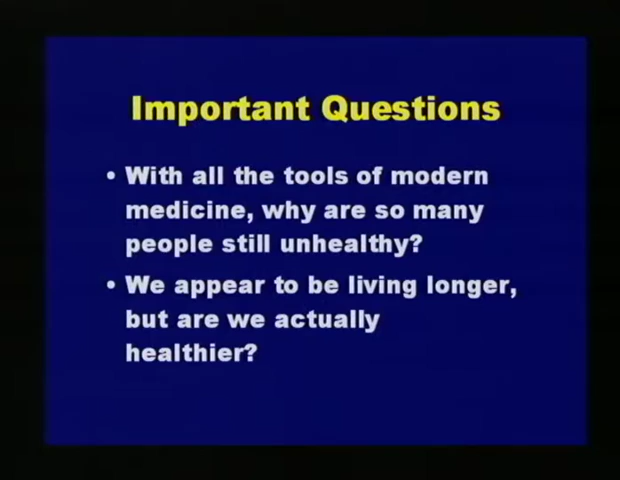 Important Questions
• With all the tools of modern
medicine, why are so many
people still unhealthy?
• We appear to be living longer,
but are we actually
healthier?